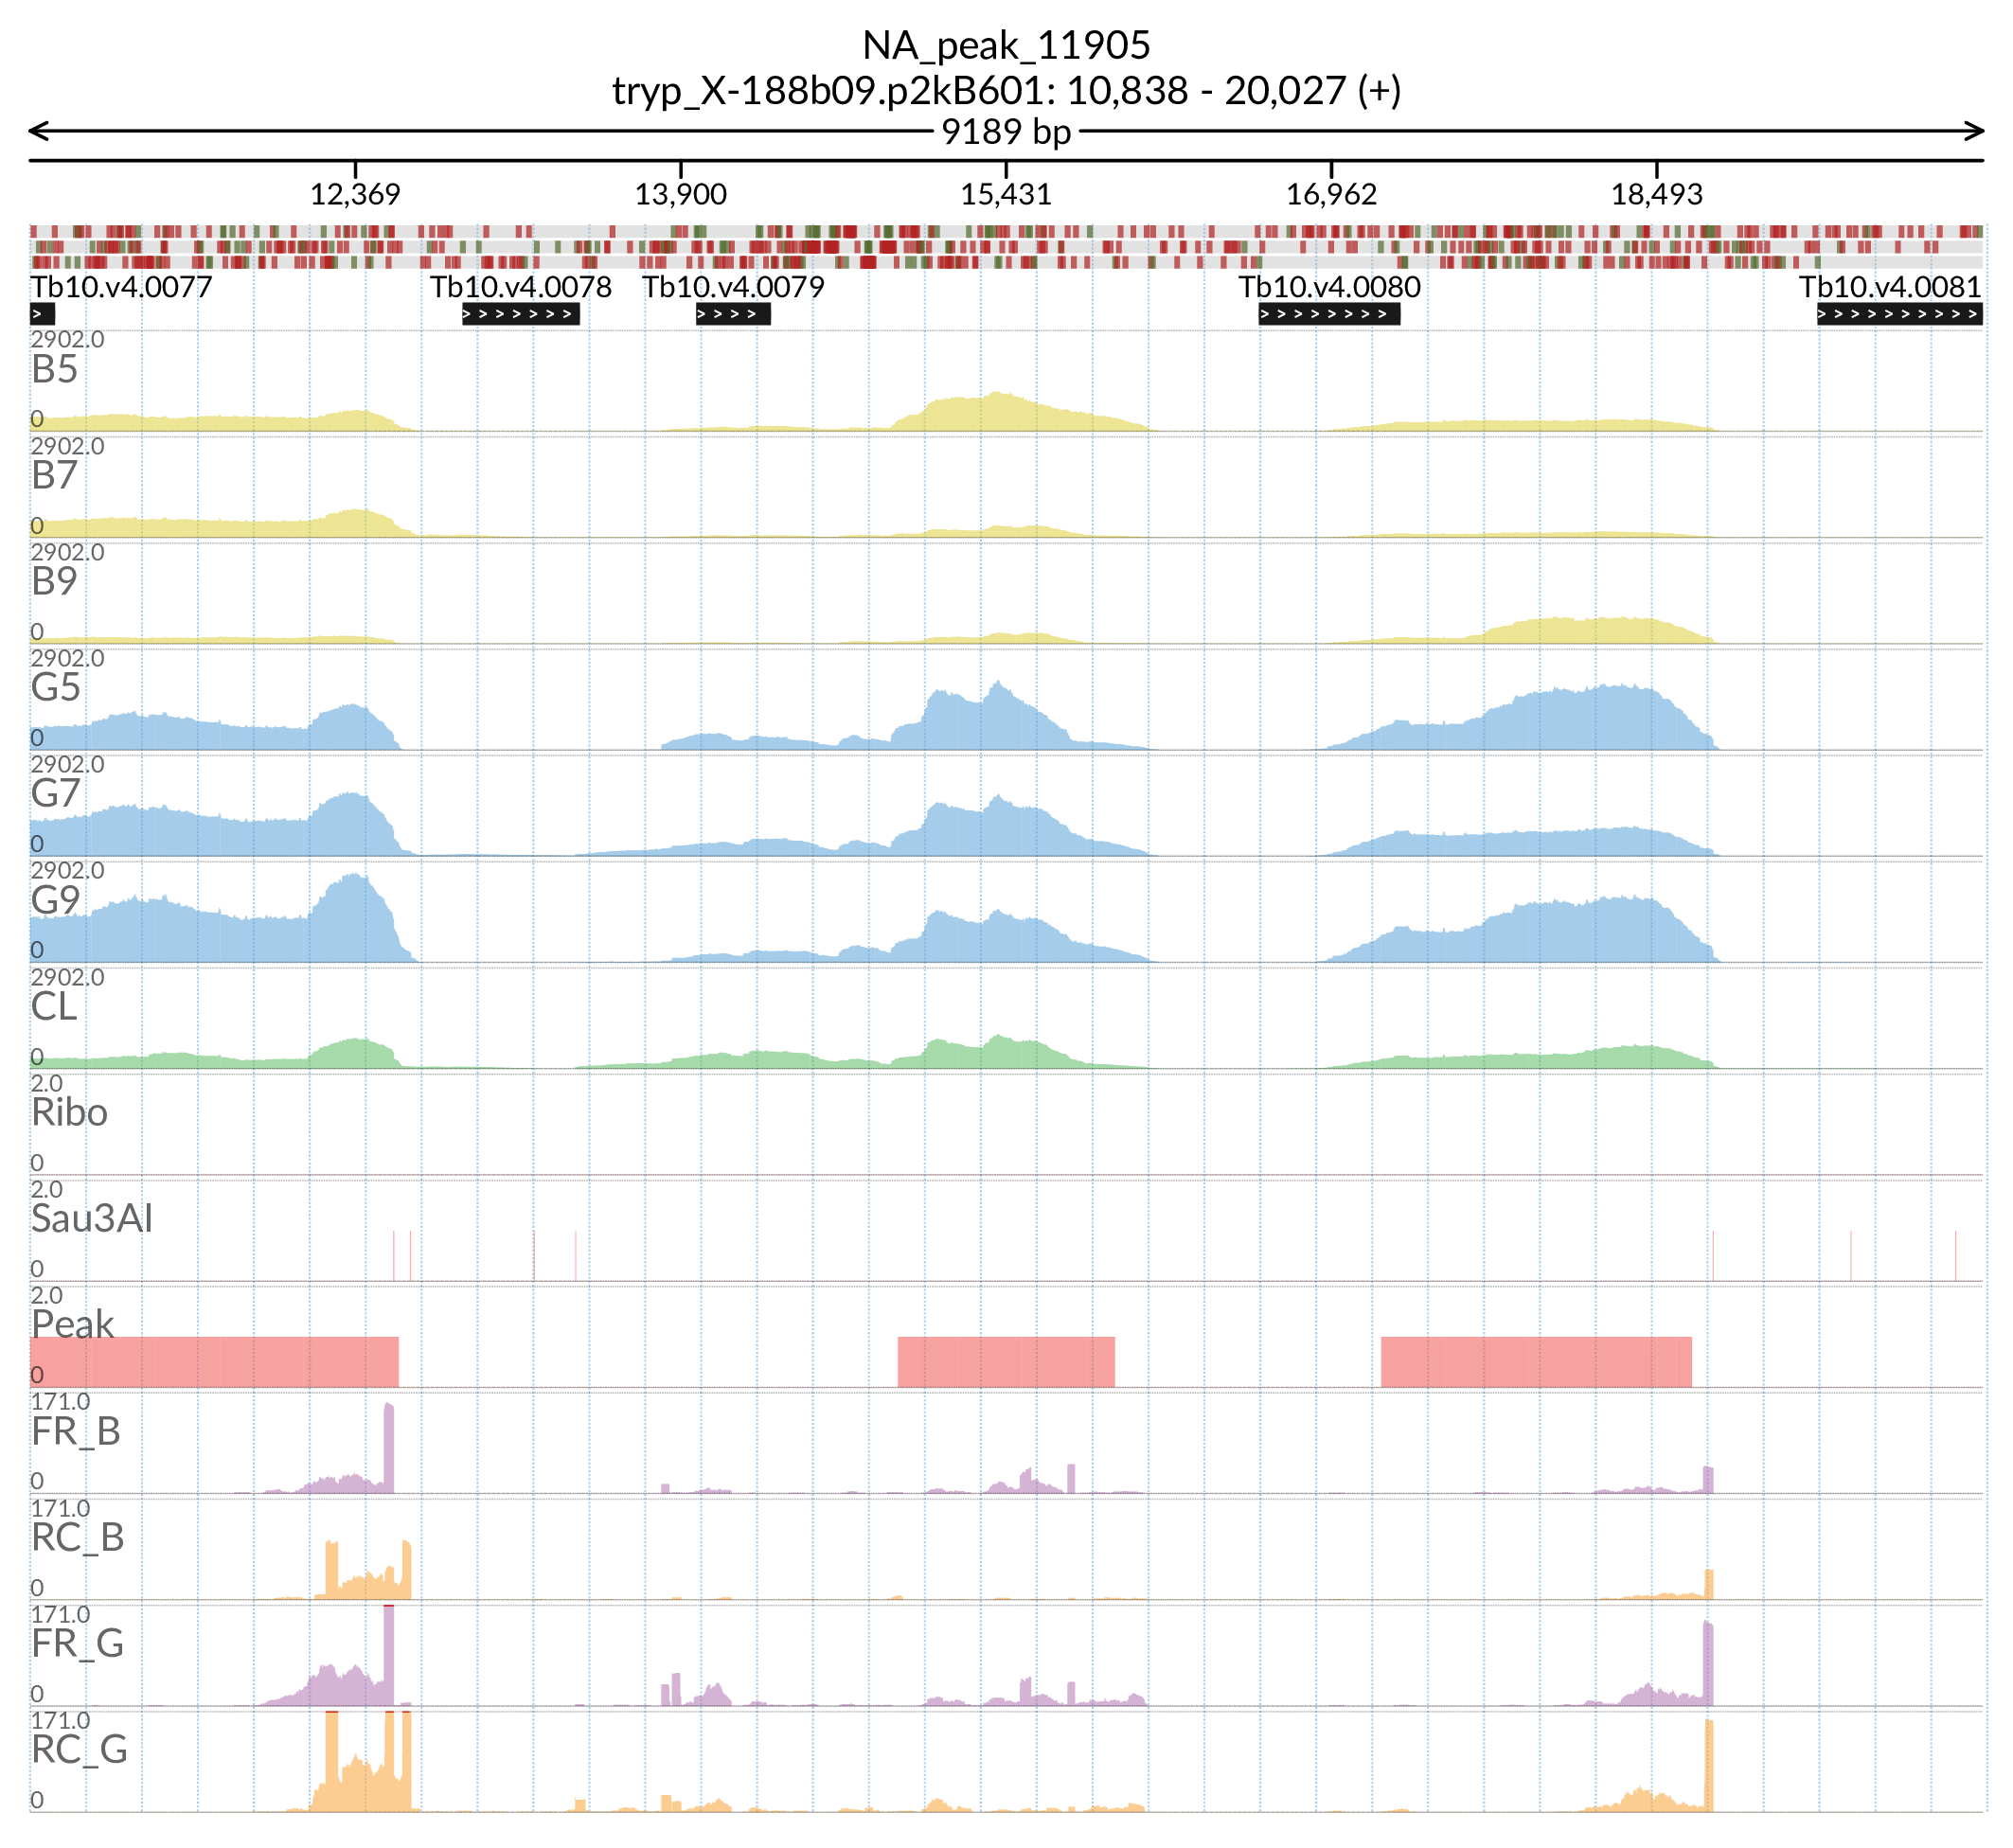 NA_peak_11905
tryp_X-188b09.p2kB601: 10,838 - 20,027 (+)
9189 bp
12,369 13,900 15,431 16,962 18,493
Tb10.v4.0077 Tb10.v4.0078 Tb10.v4.0079 Tb10.v4.0080 Tb10.v4.0081
2902.0
B5
0
2902.0
B7
0
2902.0
B9
0
2902.0
G5
0
2902.0
G7
0
2902.0
G9
0
2902.0
CL
0
2.0
Ribo
0
2.0
Sau3AI
0
2.0
Peak
0
171.0
FR_B
0
171.0
RC_B
0
171.0
FR_G
0
171.0
RC_G
0